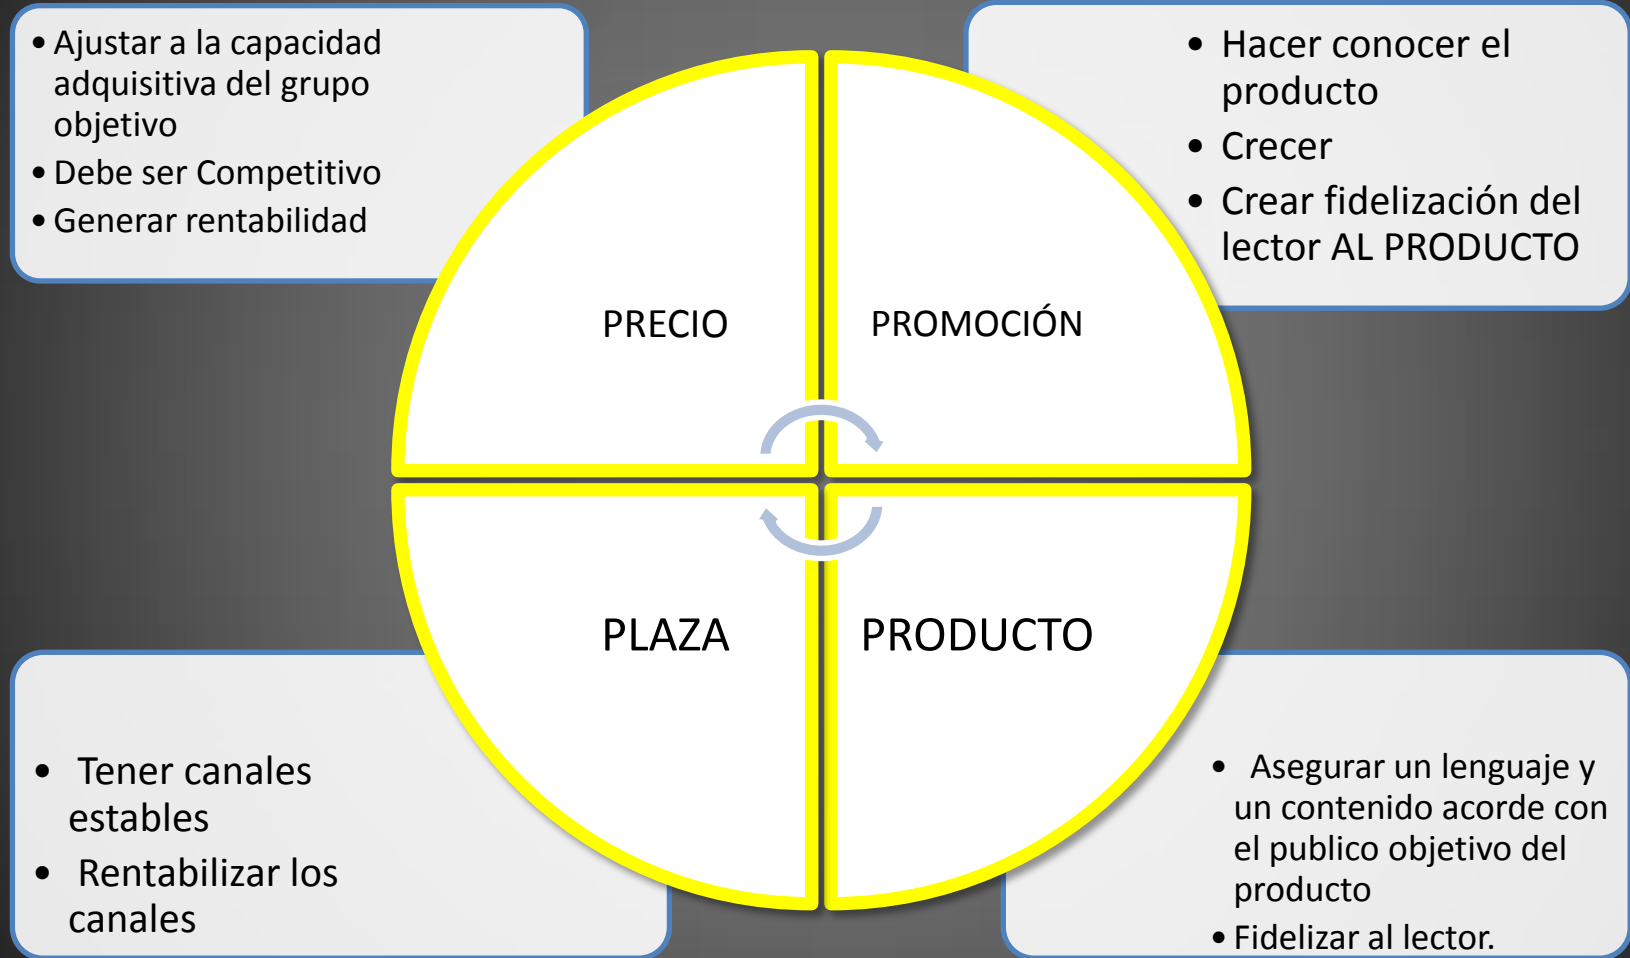 • Ajustar a la capacidad
adquisitiva del grupo
objetivo
• Debe ser Competitivo
• Generar rentabilidad
• Hacer conocer el
producto
• Crecer
• Crear fidelización del
lector AL PRODUCTO
PRECIO
PROMOCIÓN
PLAZA
PRODUCTO
• Tener canales
estables
• Rentabilizar los
canales
• Asegurar un lenguaje y
un contenido acorde con
el publico objetivo del
producto
• Fidelizar al lector.